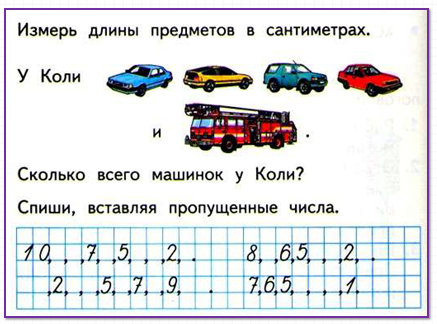 Измерь длины предметов в сантиметрах.
У Коли
и .
Сколько всего машинок у Коли?
Спиши, вставляя пропущенные числа.
10, , ,7, 5, , ,2, . 8, ,6,5, , ,2, .
,2, , ,5, 7, ,9, . 7,6,5, , , ,1.